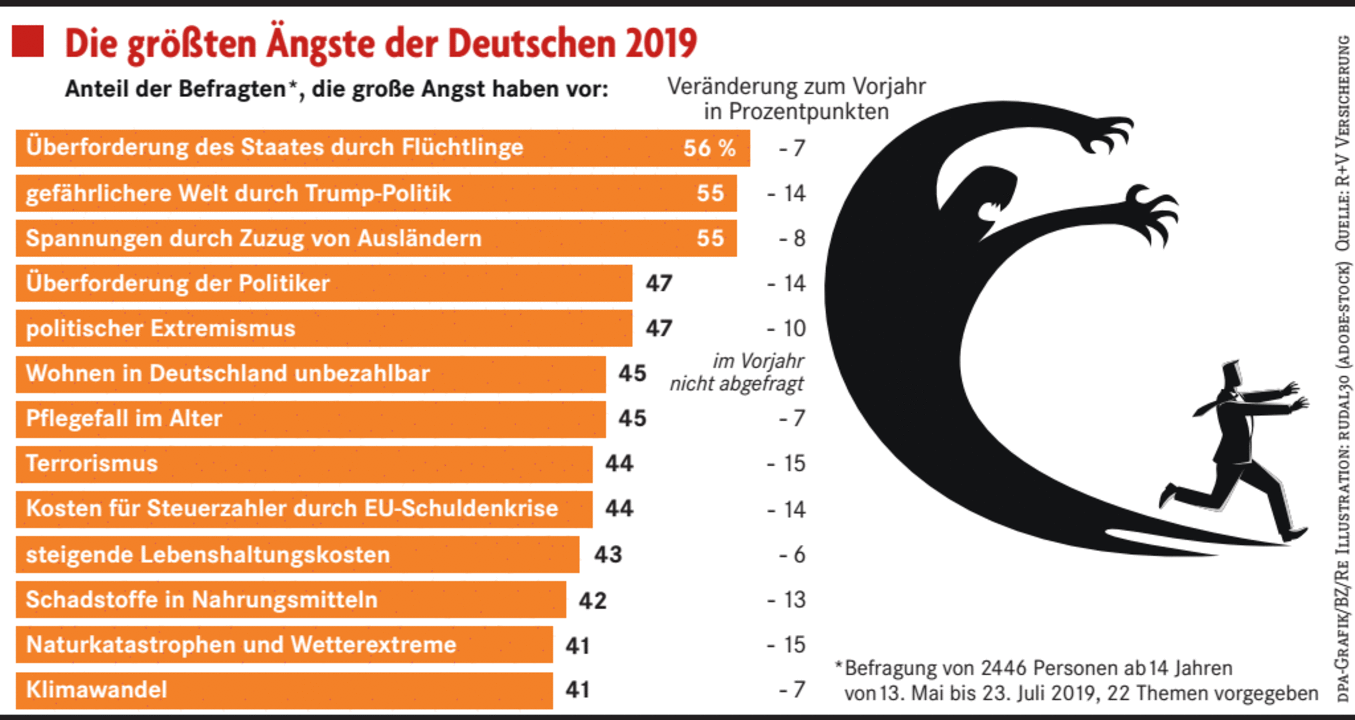 Die größten Ängste der Deutschen 2019
Anteil der Befragten*, die große Angst haben vor:
Veränderung zum Vorjahr
in Prozentpunkten
Überforderung des Staates durch Flüchtlinge 56 % - 7
gefährlichere Welt durch Trump-Politik 55 - 14
Spannungen durch Zuzug von Ausländern 55 - 8
Überforderung der Politiker 47 - 14
politischer Extremismus 47 - 10
Wohnen in Deutschland unbezahlbar 45 im Vorjahr
nicht abgefragt
Pflegefall im Alter 45 - 7
Terrorismus 44 - 15
Kosten für Steuerzahler durch EU-Schuldenkrise 44 - 14
steigende Lebenshaltungskosten 43 - 6
Schadstoffe in Nahrungsmitteln 42 - 13
Naturkatastrophen und Wetterextreme 41 - 15
Klimawandel 41 - 7
*Befragung von 2446 Personen ab 14 Jahren
von 13. Mai bis 23. Juli 2019, 22 Themen vorgegeben
DPA-GRAFIK/BZ/RE ILLUSTRATION: RUDALL30 (ADOBE-STOCK) QUELLE: R+V VERSICHERUNG